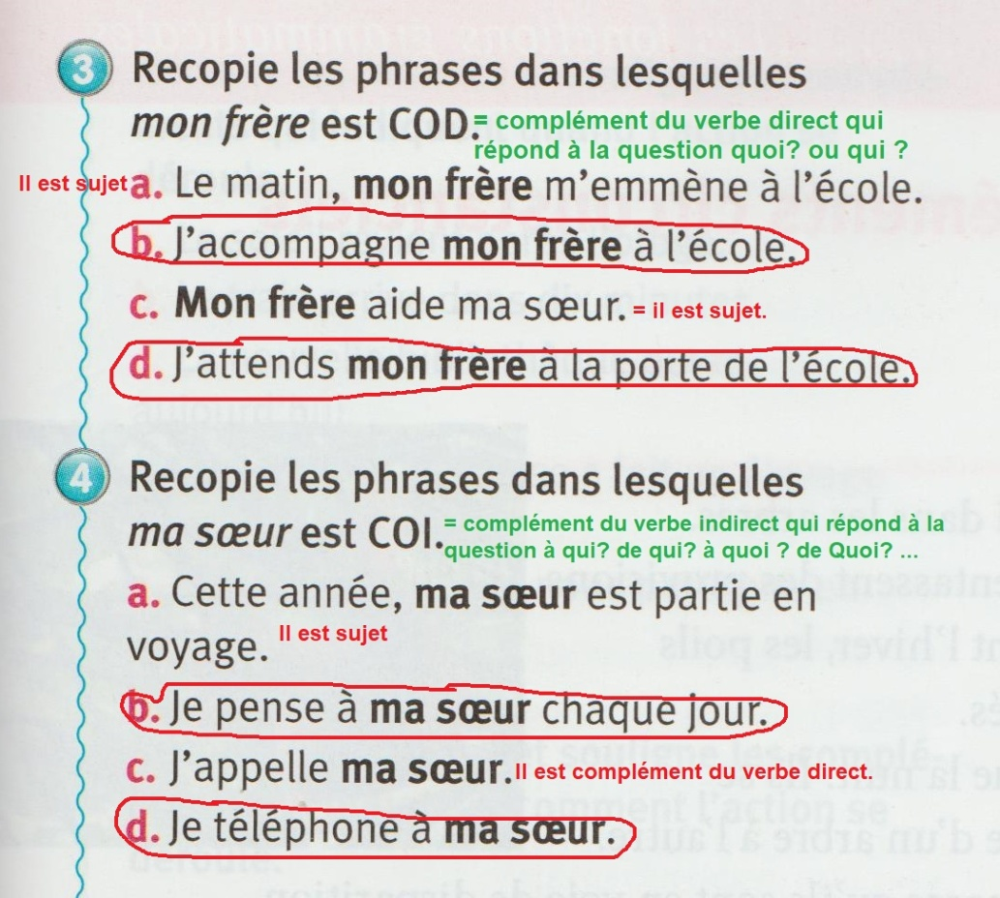 3 Recopie les phrases dans lesquelles
mon frère est COD. = complément du verbe direct qui
répond à la question quoi? ou qui ?
Il est sujet a. Le matin, mon frère m'emmène à l'école.
b. J'accompagne mon frère à l'école.
c. Mon frère aide ma sœur. = il est sujet.
d. J'attends mon frère à la porte de l'école.
4 Recopie les phrases dans lesquelles
ma sœur est COI. = complément du verbe indirect qui répond à la
question à qui? de qui? à quoi ? de Quoi? ...
a. Cette année, ma sœur est partie en
voyage. Il est sujet
b. Je pense à ma sœur chaque jour.
c. J'appelle ma sœur. Il est complément du verbe direct.
d. Je téléphone à ma sœur.